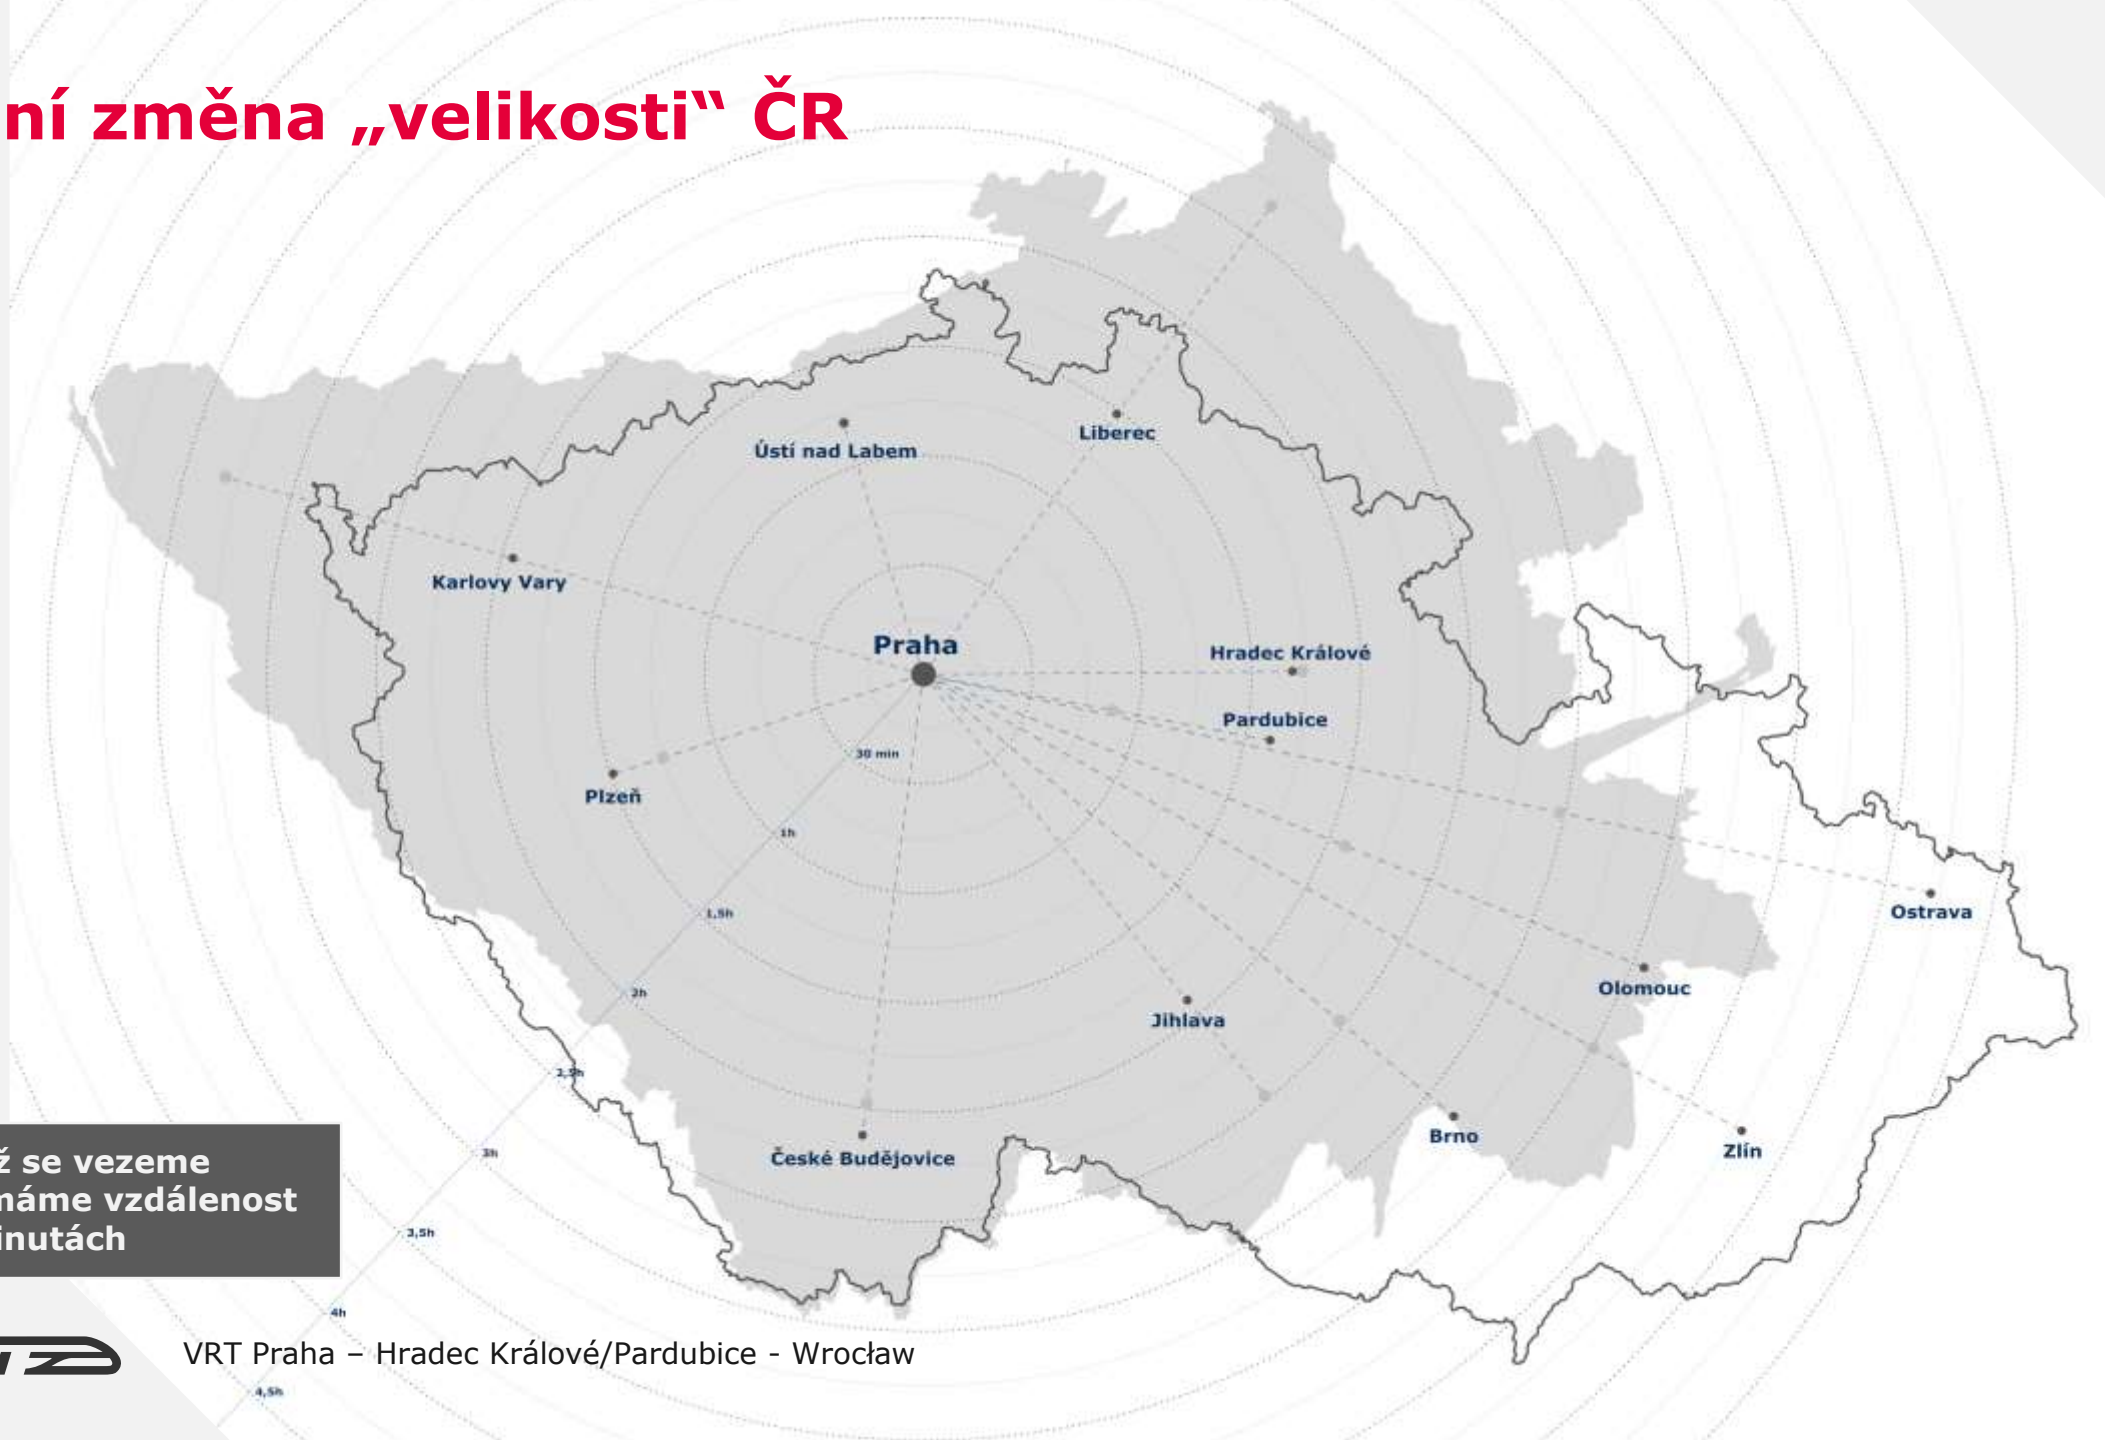 ní změna „velikosti“ ČR
Ústí nad Labem
Liberec
Karlovy Vary
Praha
Hradec Králové
Pardubice
30 min
Plzeň
1h
1,5h
Ostrava
Olomouc
2h
Jihlava
2,5h
Brno
Zlín
České Budějovice
3h
ž se vezeme
máme vzdálenost
inutách
3,5h
4h
VRT Praha – Hradec Králové/Pardubice - Wrocław
4,5h